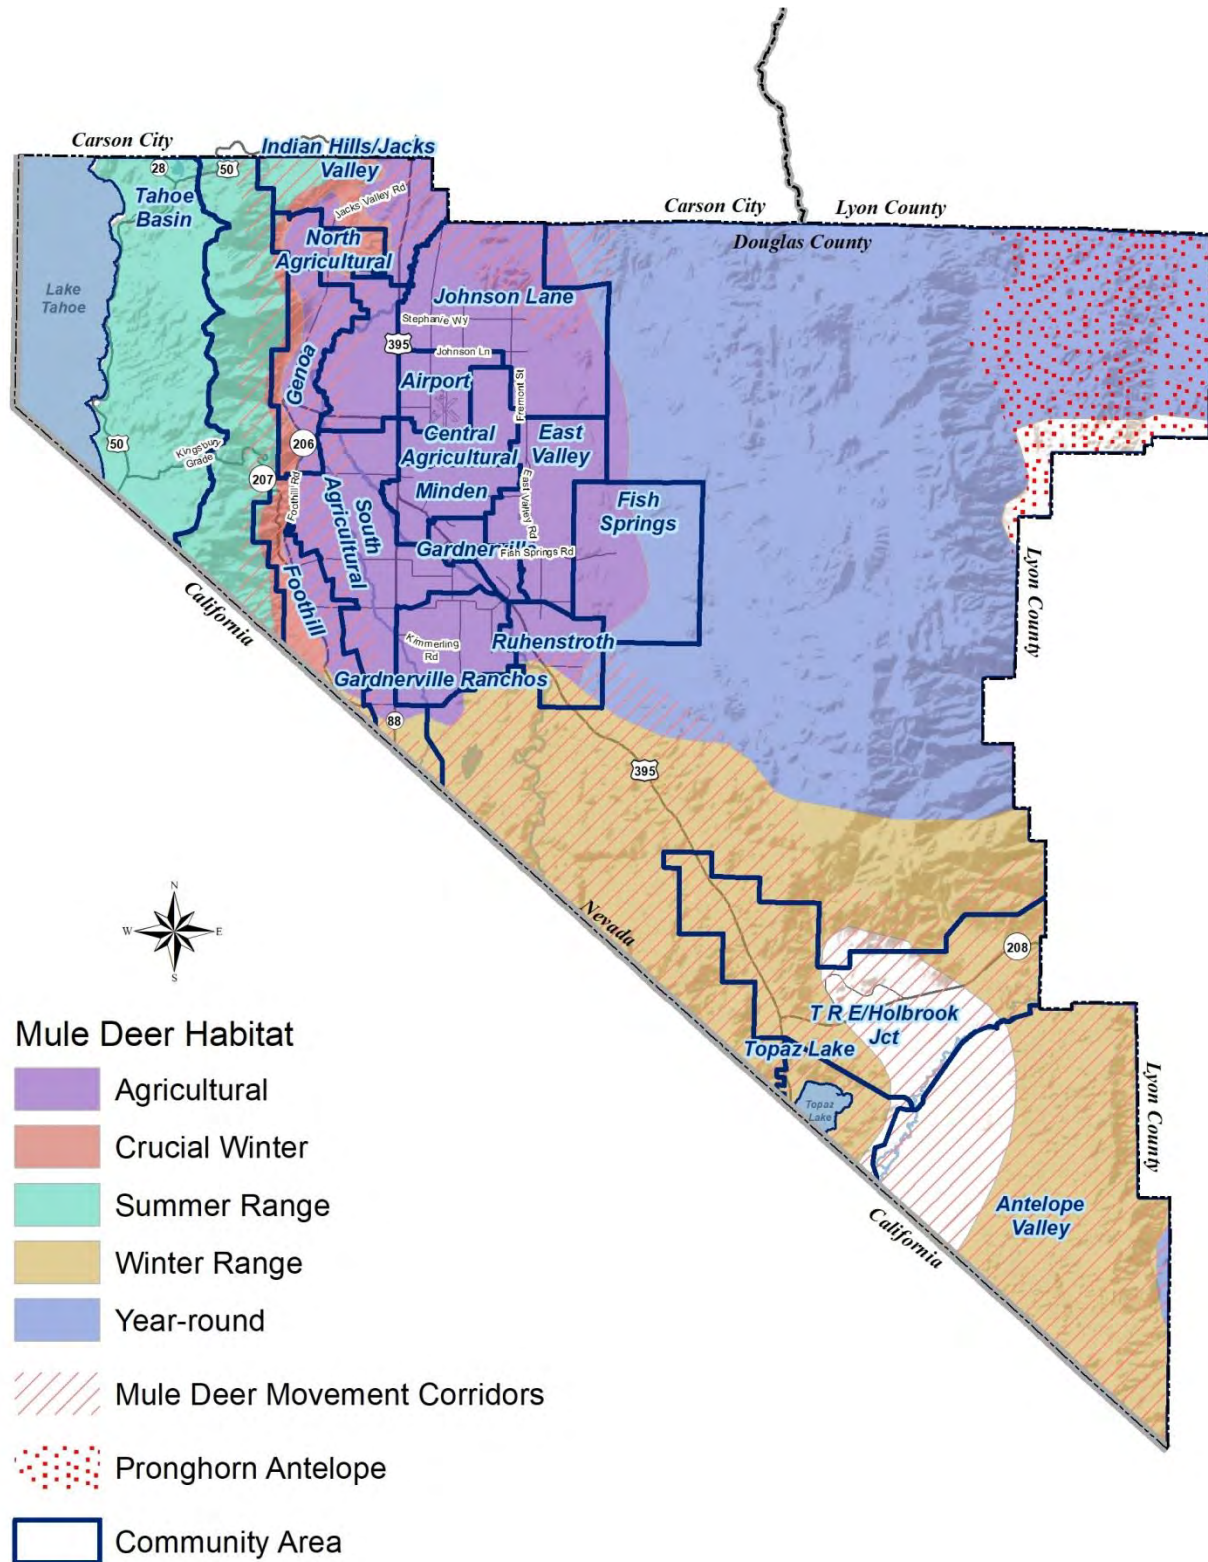 Carson City
Indian Hills/Jacks
Valley
28
50
Tahoe
Basin
Jacks Valley Rd
Carson City
Lyon County
North
Agricultural
Douglas County
Lake
Tahoe
Johnson Lane
Stephanie Wy
395
Johnson Ln
Genoa
Airport
Fremont St
50
Kingsbury
Grade
206
Central
Agricultural
East
Valley
207
Foothill Rd
South
Agricultural
Minden
East Valley Rd
Fish
Springs
Gardnerville
Fish Springs Rd
Foothill
California
Lyon County
Kimmerling
Rd
Ruhenstroth
Gardnerville Ranchos
88
395
Nevada
208
T R E/Holbrook
Jct
Topaz Lake
Topaz
Lake
Lyon County
Antelope
Valley
California
N
W
E
S
Mule Deer Habitat
Agricultural
Crucial Winter
Summer Range
Winter Range
Year-round
Mule Deer Movement Corridors
Pronghorn Antelope
Community Area